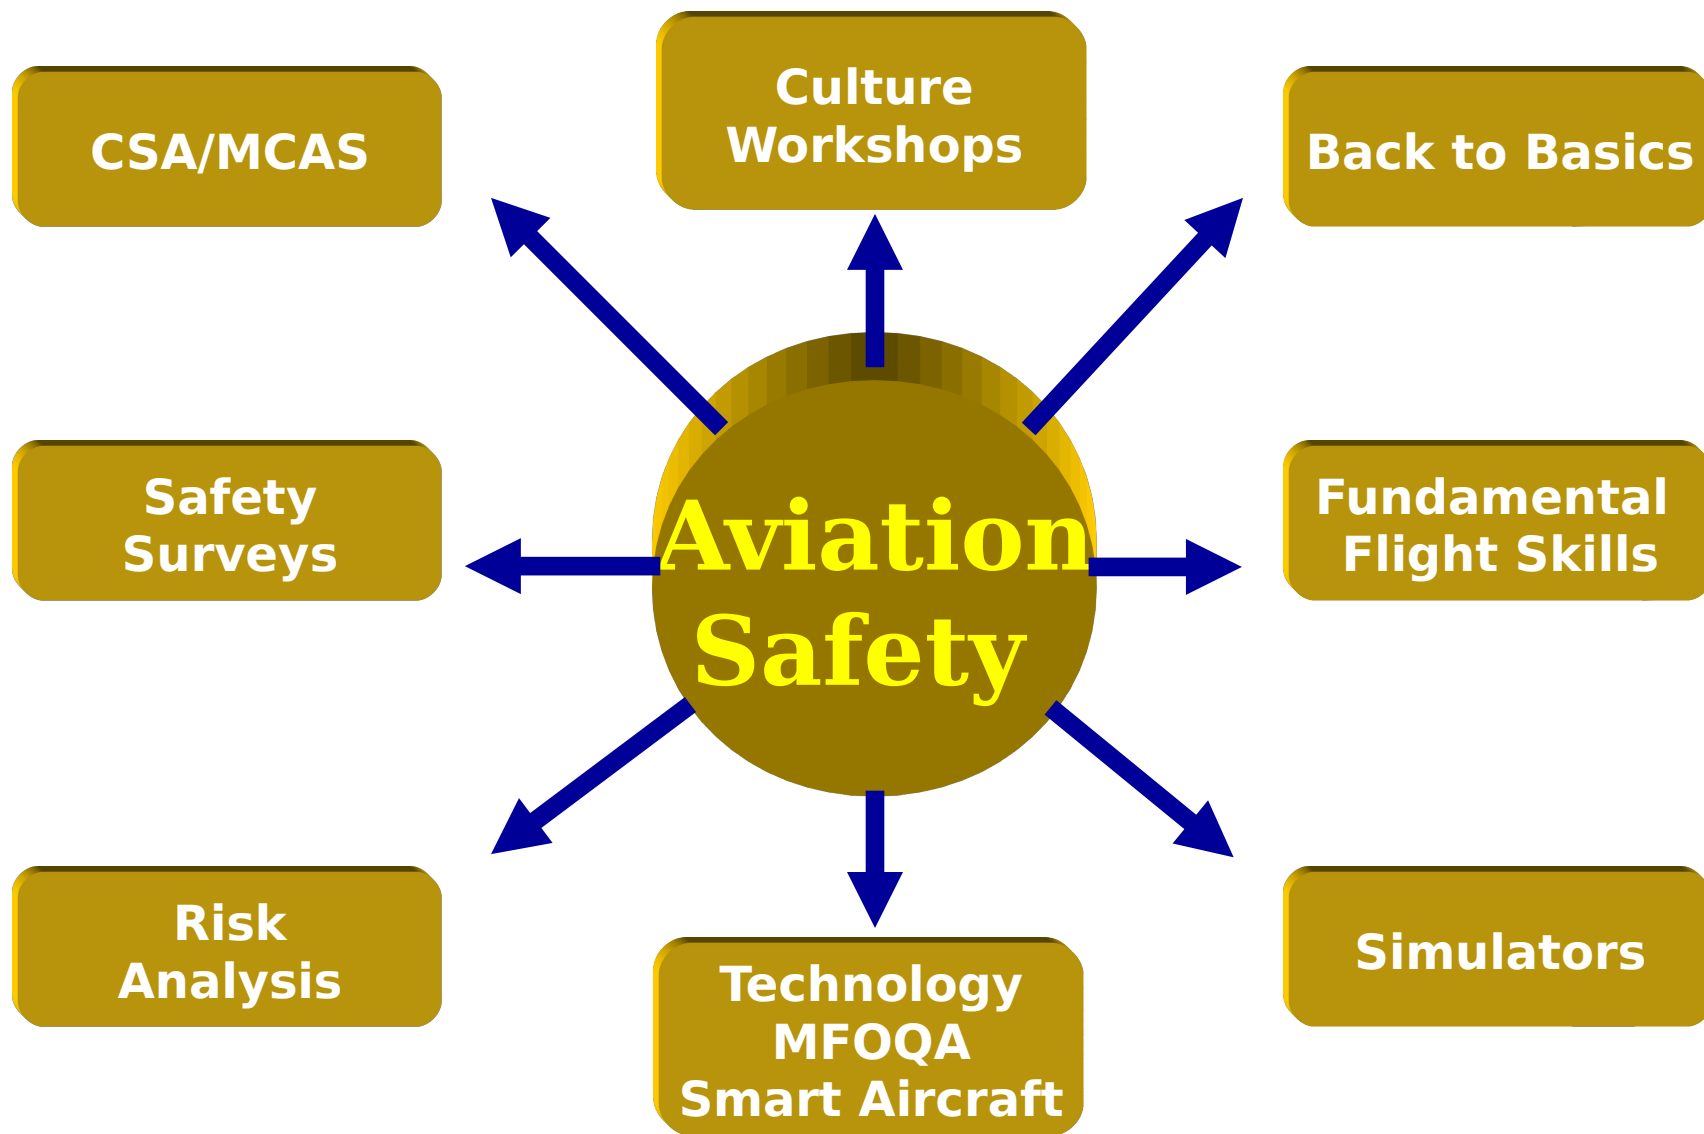 Culture
Workshops
CSA/MCAS
Back to Basics
Safety
Surveys
Aviation
Safety
Fundamental
Flight Skills
Risk
Analysis
Technology
MFOQA
Smart Aircraft
Simulators